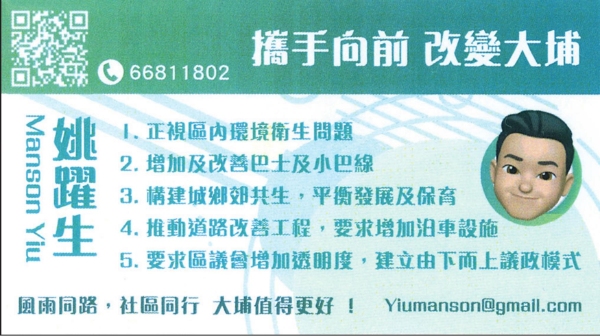 66811802
攜手向前 改變大埔
姚躍生
Manson Yiu
1. 正視區內環境衛生問題
2. 增加及改善巴士及小巴線
3. 構建城鄉郊共生，平衡發展及保育
4. 推動道路改善工程，要求增加泊車設施
5. 要求區議會增加透明度，建立由下而上議政模式
風雨同路，社區同行 大埔值得更好 ！
Yiumanson@gmail.com